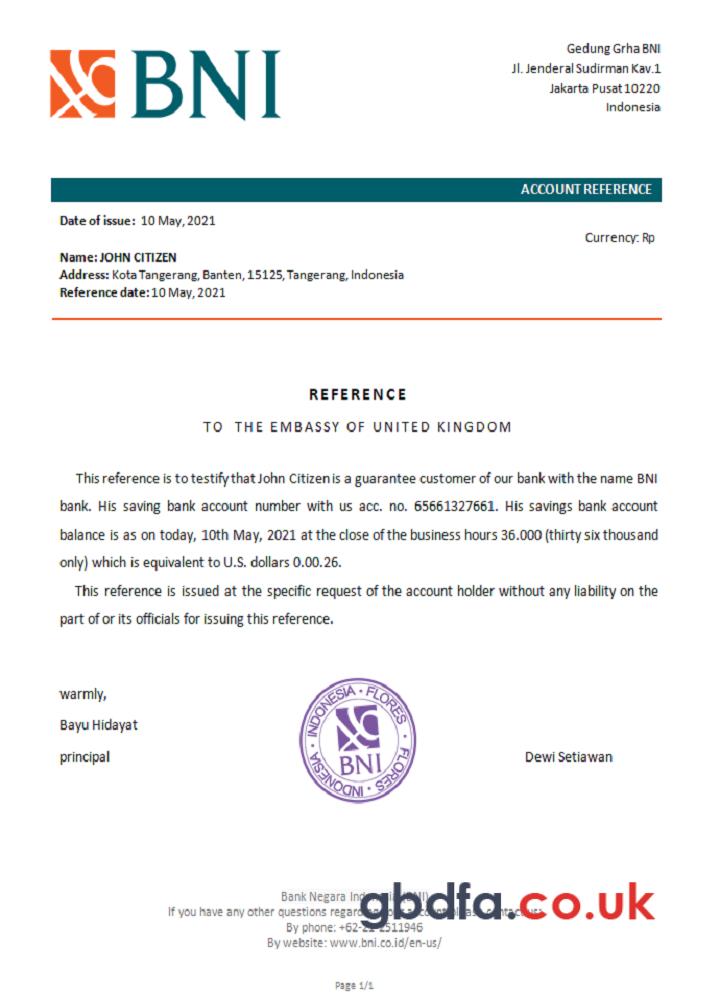 BNI
Gedung Grha BNI
Jl. Jenderal Sudirman Kav.1
Jakarta Pusat 10220
Indonesia
ACCOUNT REFERENCE
Date of issue: 10 May, 2021
Currency: Rp
Name: JOHN CITIZEN
Address: Kota Tangerang, Banten, 15125, Tangerang, Indonesia
Reference date: 10 May, 2021
REFERENCE
TO THE EMBASSY OF UNITED KINGDOM
This reference is to testify that John Citizen is a guarantee customer of our bank with the name BNI
bank. His saving bank account number with us acc. no. 65661327661. His savings bank account
balance is as on today, 10th May, 2021 at the close of the business hours 36.000 (thirty six thousand
only) which is equivalent to U.S. dollars 0.00.26.
This reference is issued at the specific request of the account holder without any liability on the
part of or its officials for issuing this reference.
warmly,
Bayu Hidayat
principal
INDONESIA · FLORES · INDONESIA · FLORES
BNI
Dewi Setiawan
Bank Negara Indonesia (BNI)
gbdfa.co.uk
If you have any other questions regarding
By phone: +62-21-2511946
By website: www.bni.co.id/en-us/
Page 1/1